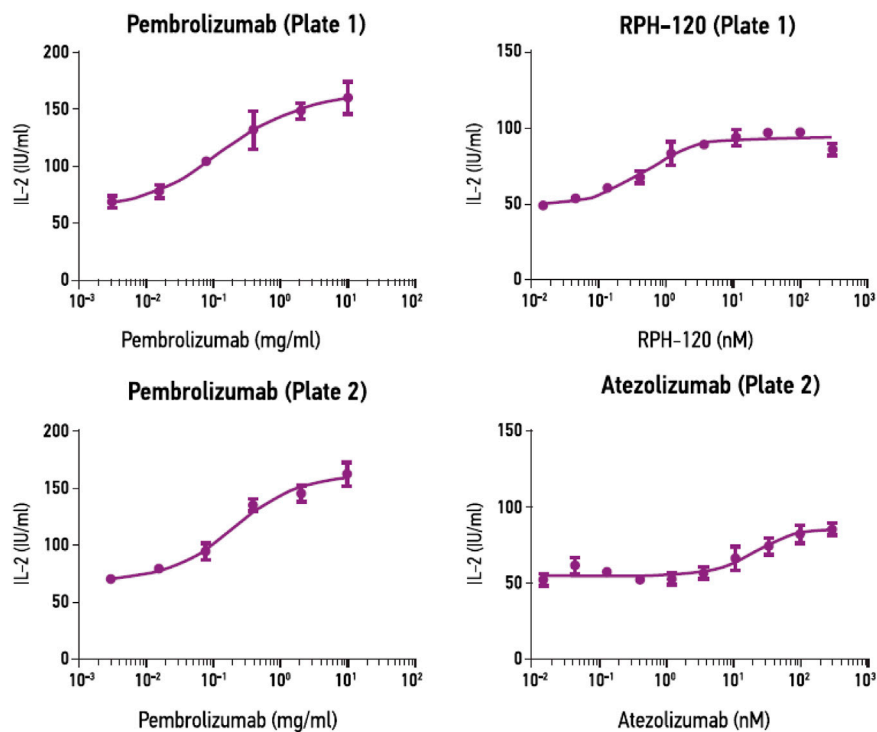 Pembrolizumab (Plate 1)
IL-2 (IU/ml)
200
150
100
50
0
10⁻³ 10⁻² 10⁻¹ 10⁰ 10¹ 10²
Pembrolizumab (mg/ml)
RPH-120 (Plate 1)
IL-2 (IU/ml)
150
100
50
0
10⁻² 10⁻¹ 10⁰ 10¹ 10² 10³
RPH-120 (nM)
Pembrolizumab (Plate 2)
IL-2 (IU/ml)
200
150
100
50
0
10⁻³ 10⁻² 10⁻¹ 10⁰ 10¹ 10²
Pembrolizumab (mg/ml)
Atezolizumab (Plate 2)
IL-2 (IU/ml)
150
100
50
0
10⁻² 10⁻¹ 10⁰ 10¹ 10² 10³
Atezolizumab (nM)